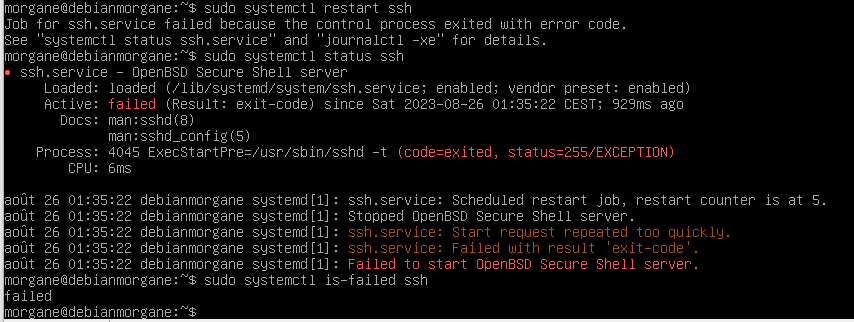 morgane@debianmorgane:~$ sudo systemctl restart ssh
Job for ssh.service failed because the control process exited with error code.
See "systemctl status ssh.service" and "journalctl -xe" for details.
morgane@debianmorgane:~$ sudo systemctl status ssh
● ssh.service - OpenBSD Secure Shell server
     Loaded: loaded (/lib/systemd/system/ssh.service; enabled; vendor preset: enabled)
     Active: failed (Result: exit-code) since Sat 2023-08-26 01:35:22 CEST; 929ms ago
       Docs: man:sshd(8)
             man:sshd_config(5)
    Process: 4045 ExecStartPre=/usr/sbin/sshd -t (code=exited, status=255/EXCEPTION)
        CPU: 6ms
août 26 01:35:22 debianmorgane systemd[1]: ssh.service: Scheduled restart job, restart counter is at 5.
août 26 01:35:22 debianmorgane systemd[1]: Stopped OpenBSD Secure Shell server.
août 26 01:35:22 debianmorgane systemd[1]: ssh.service: Start request repeated too quickly.
août 26 01:35:22 debianmorgane systemd[1]: ssh.service: Failed with result 'exit-code'.
août 26 01:35:22 debianmorgane systemd[1]: Failed to start OpenBSD Secure Shell server.
morgane@debianmorgane:~$ sudo systemctl is-failed ssh
failed
morgane@debianmorgane:~$